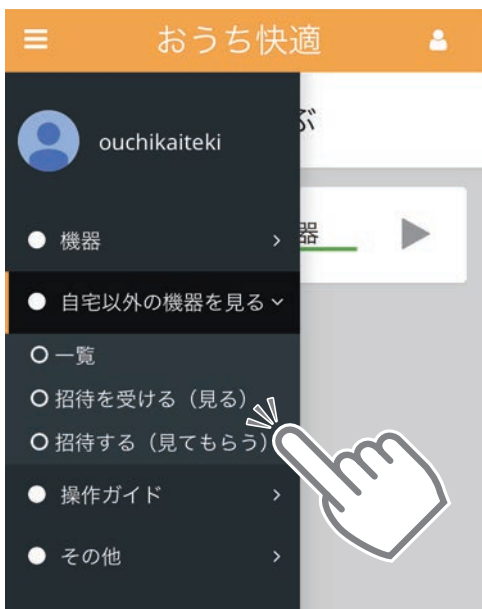 おうち快適
ouchikaiteki
ぶ
機器
器
自宅以外の機器を見る
一覧
招待を受ける（見る）
招待する（見てもらう）
操作ガイド
その他